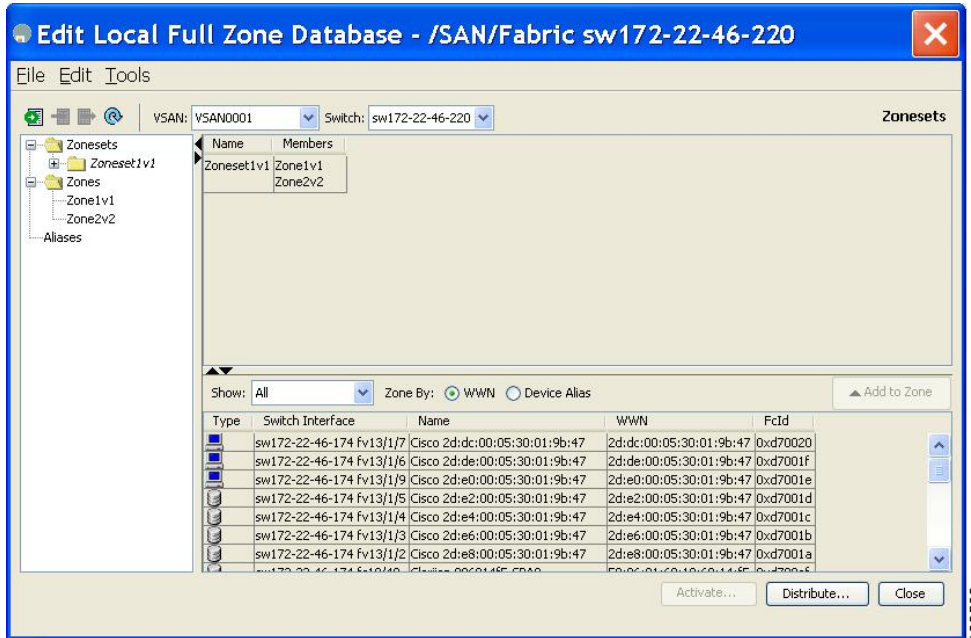 Edit Local Full Zone Database - /SAN/Fabric sw172-22-46-220
File Edit Tools
VSAN: VSAN0001 Switch: sw172-22-46-220 Zonesets
Zonesets
Zoneset1v1
Zones
Zone1v1
Zone2v2
Aliases
Name Members
Zoneset1v1 Zone1v1
Zone2v2
Show: All Zone By: WWN Device Alias Add to Zone
Type Switch Interface Name WWN FcId
sw172-22-46-174 fv13/1/7 Cisco 2d:dc:00:05:30:01:9b:47 2d:dc:00:05:30:01:9b:47 0xd70020
sw172-22-46-174 fv13/1/6 Cisco 2d:de:00:05:30:01:9b:47 2d:de:00:05:30:01:9b:47 0xd7001f
sw172-22-46-174 fv13/1/9 Cisco 2d:e0:00:05:30:01:9b:47 2d:e0:00:05:30:01:9b:47 0xd7001e
sw172-22-46-174 fv13/1/5 Cisco 2d:e2:00:05:30:01:9b:47 2d:e2:00:05:30:01:9b:47 0xd7001d
sw172-22-46-174 fv13/1/4 Cisco 2d:e4:00:05:30:01:9b:47 2d:e4:00:05:30:01:9b:47 0xd7001c
sw172-22-46-174 fv13/1/3 Cisco 2d:e6:00:05:30:01:9b:47 2d:e6:00:05:30:01:9b:47 0xd7001b
sw172-22-46-174 fv13/1/2 Cisco 2d:e8:00:05:30:01:9b:47 2d:e8:00:05:30:01:9b:47 0xd7001a
Activate... Distribute... Close